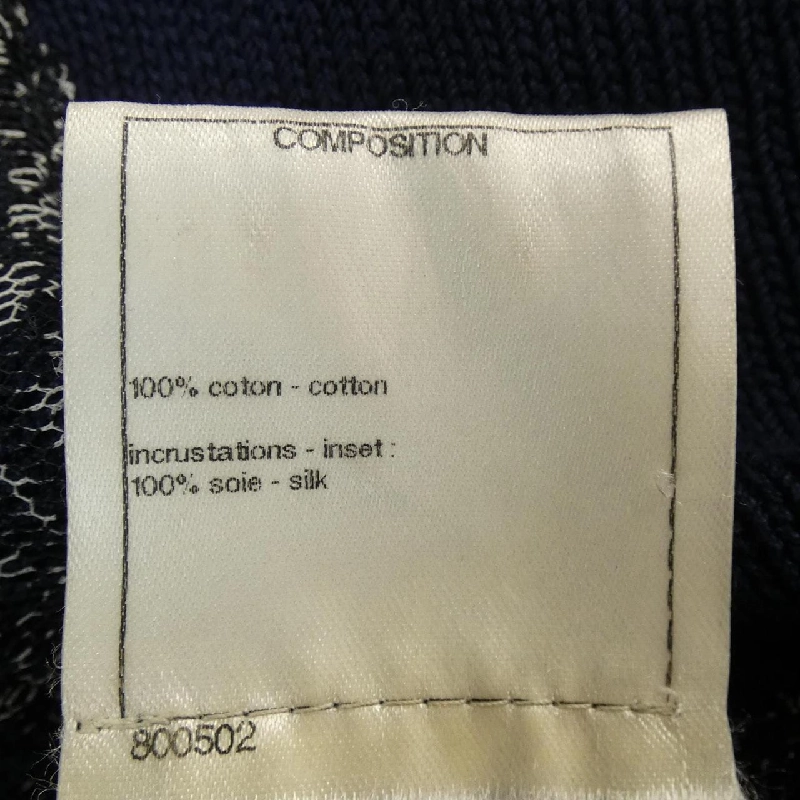 COMPOSITION
100% coton - cotton
incrustations - inset :
100% soie - silk
800502